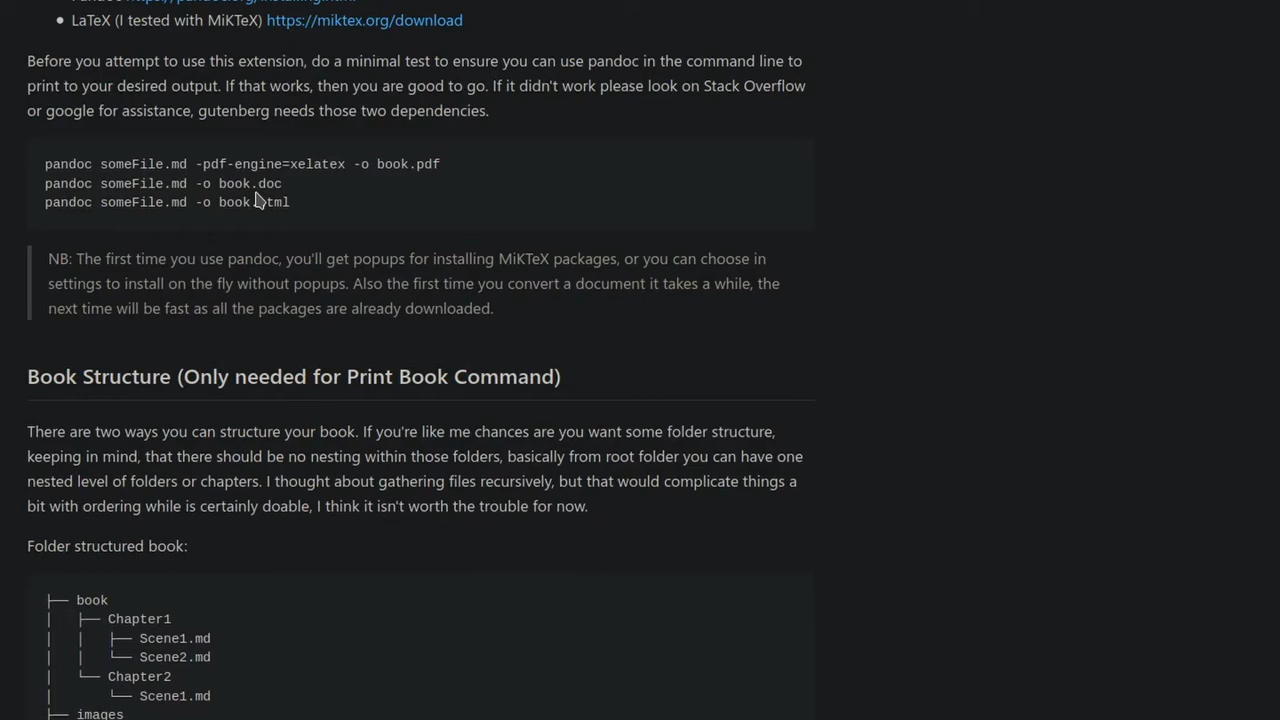 LaTeX (I tested with MiKTeX) https://miktex.org/download
Before you attempt to use this extension, do a minimal test to ensure you can use pandoc in the command line to
print to your desired output. If that works, then you are good to go. If it didn't work please look on Stack Overflow
or google for assistance, gutenberg needs those two dependencies.
pandoc someFile.md -pdf-engine=xelatex -o book.pdf
pandoc someFile.md -o book.doc
pandoc someFile.md -o book.html
NB: The first time you use pandoc, you'll get popups for installing MiKTeX packages, or you can choose in
settings to install on the fly without popups. Also the first time you convert a document it takes a while, the
next time will be fast as all the packages are already downloaded.
Book Structure (Only needed for Print Book Command)
There are two ways you can structure your book. If you're like me chances are you want some folder structure,
keeping in mind, that there should be no nesting within those folders, basically from root folder you can have one
nested level of folders or chapters. I thought about gathering files recursively, but that would complicate things a
bit with ordering while is certainly doable, I think it isn't worth the trouble for now.
Folder structured book:
├── book
│   ├── Chapter1
│   │   ├── Scene1.md
│   │   └── Scene2.md
│   └── Chapter2
│       └── Scene1.md
├── images